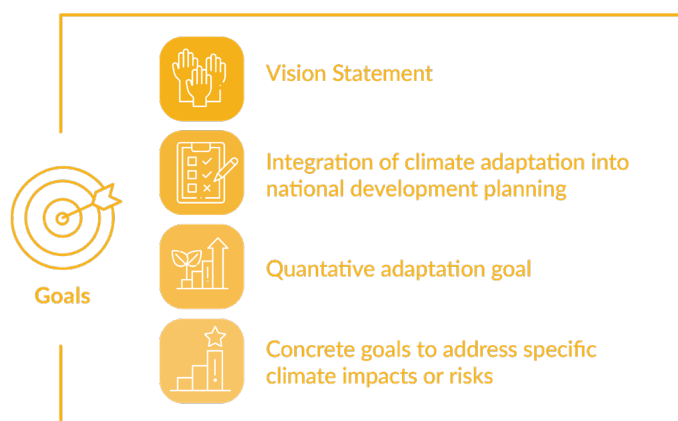 Vision Statement
Integration of climate adaptation into
national development planning
Quantative adaptation goal
Goals
Concrete goals to address specific
climate impacts or risks